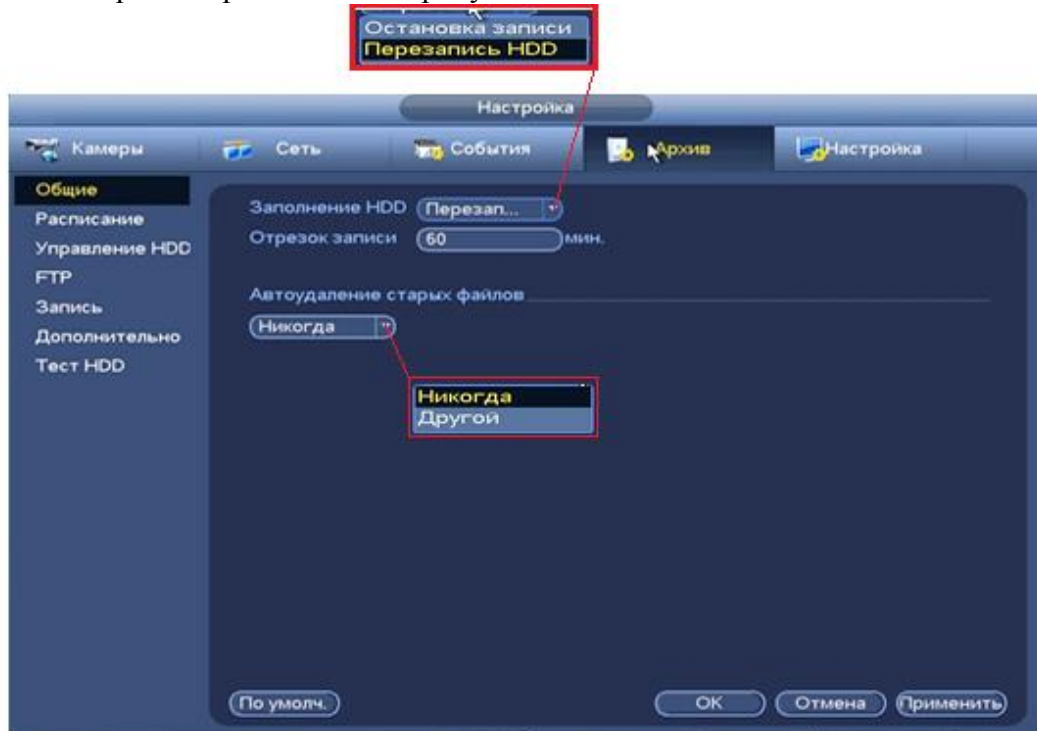 Остановка записи
Перезапись HDD
Настройка
Камеры Сеть События Архив Настройка
Общие
Расписание
Управление HDD
FTP
Запись
Дополнительно
Тест HDD
Заполнение HDD Перезап...
Отрезок записи 60 мин.
Автоудаление старых файлов
Никогда
Никогда
Другой
По умолч. OK Отмена Применить